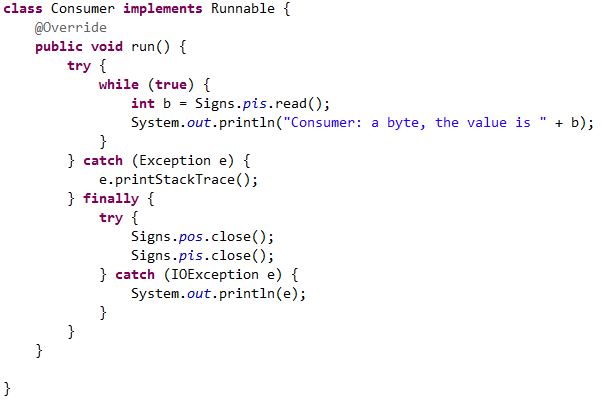 class Consumer implements Runnable {
    @Override
    public void run() {
        try {
            while (true) {
                int b = Signs.pis.read();
                System.out.println("Consumer: a byte, the value is " + b);
            }
        } catch (Exception e) {
            e.printStackTrace();
        } finally {
            try {
                Signs.pos.close();
                Signs.pis.close();
            } catch (IOException e) {
                System.out.println(e);
            }
        }
    }

}